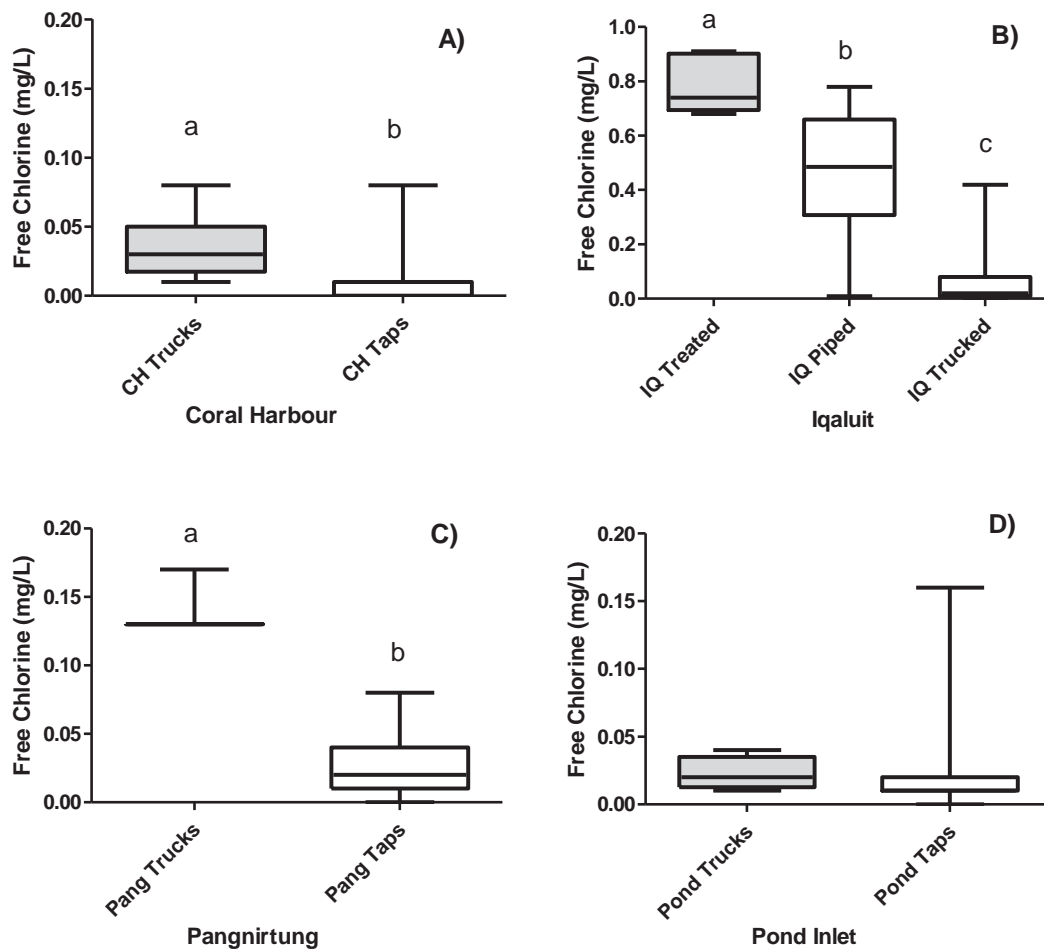 A)
Free Chlorine (mg/L)
0.20
0.15
0.10
0.05
0.00
a
b
CH Trucks
CH Taps
Coral Harbour
B)
Free Chlorine (mg/L)
1.0
0.8
0.6
0.4
0.2
0.0
a
b
c
IQ Treated
IQ Piped
IQ Trucked
Iqaluit
C)
Free Chlorine (mg/L)
0.20
0.15
0.10
0.05
0.00
a
b
Pang Trucks
Pang Taps
Pangnirtung
D)
Free Chlorine (mg/L)
0.20
0.15
0.10
0.05
0.00
Pond Trucks
Pond Taps
Pond Inlet